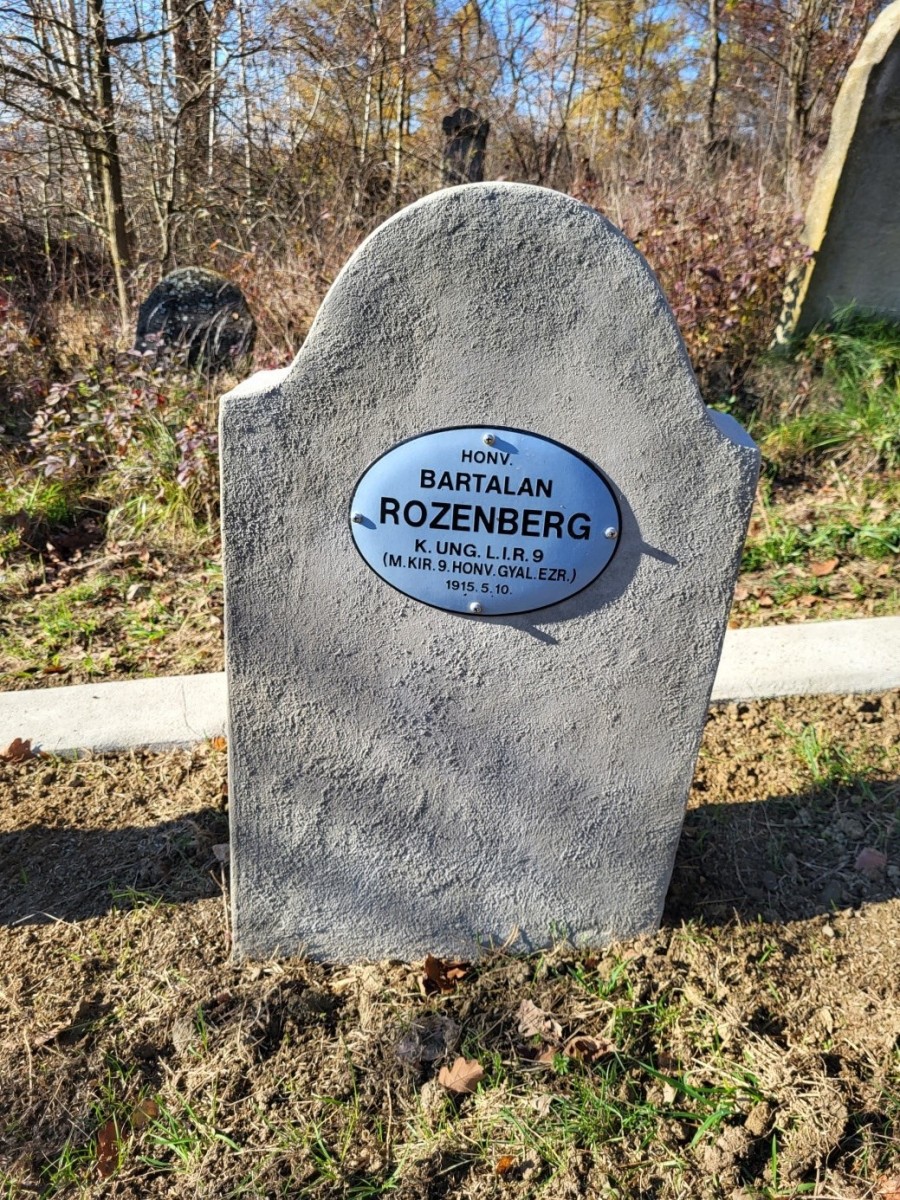 HONV.
BARTALAN
ROZENBERG
K. UNG. L.I.R. 9
(M.KIR.9.HONV.GYAL.EZR.)
1915.5.10.